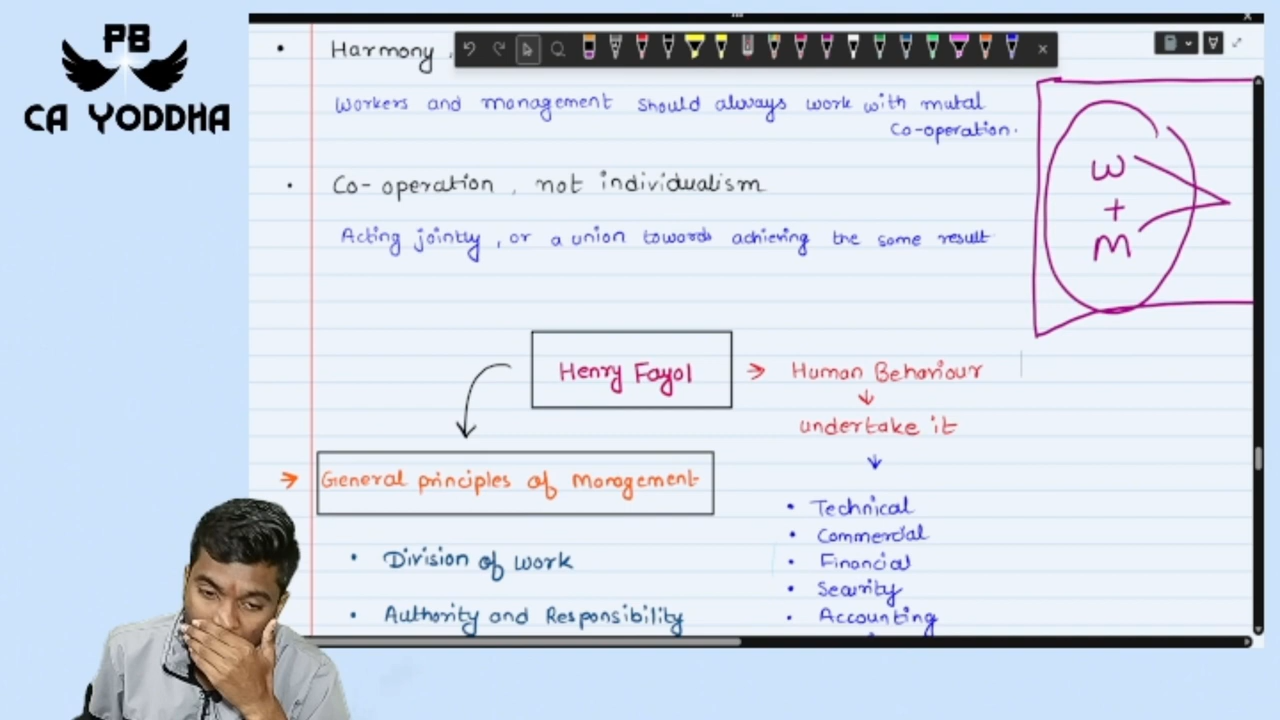 PB
CA YODDHA
• Harmony,
Workers and management should always work with mutal
Co-operation.
• Co-operation, not individualism
Acting jointly, or a union towards achieving the same result
W
+
M
Henry Fayol → Human Behaviour
undertake it
→ General principles of Management
• Technical
• Commercial
• Division of work
• Financial
• Security
• Authority and Responsibility
• Accounting